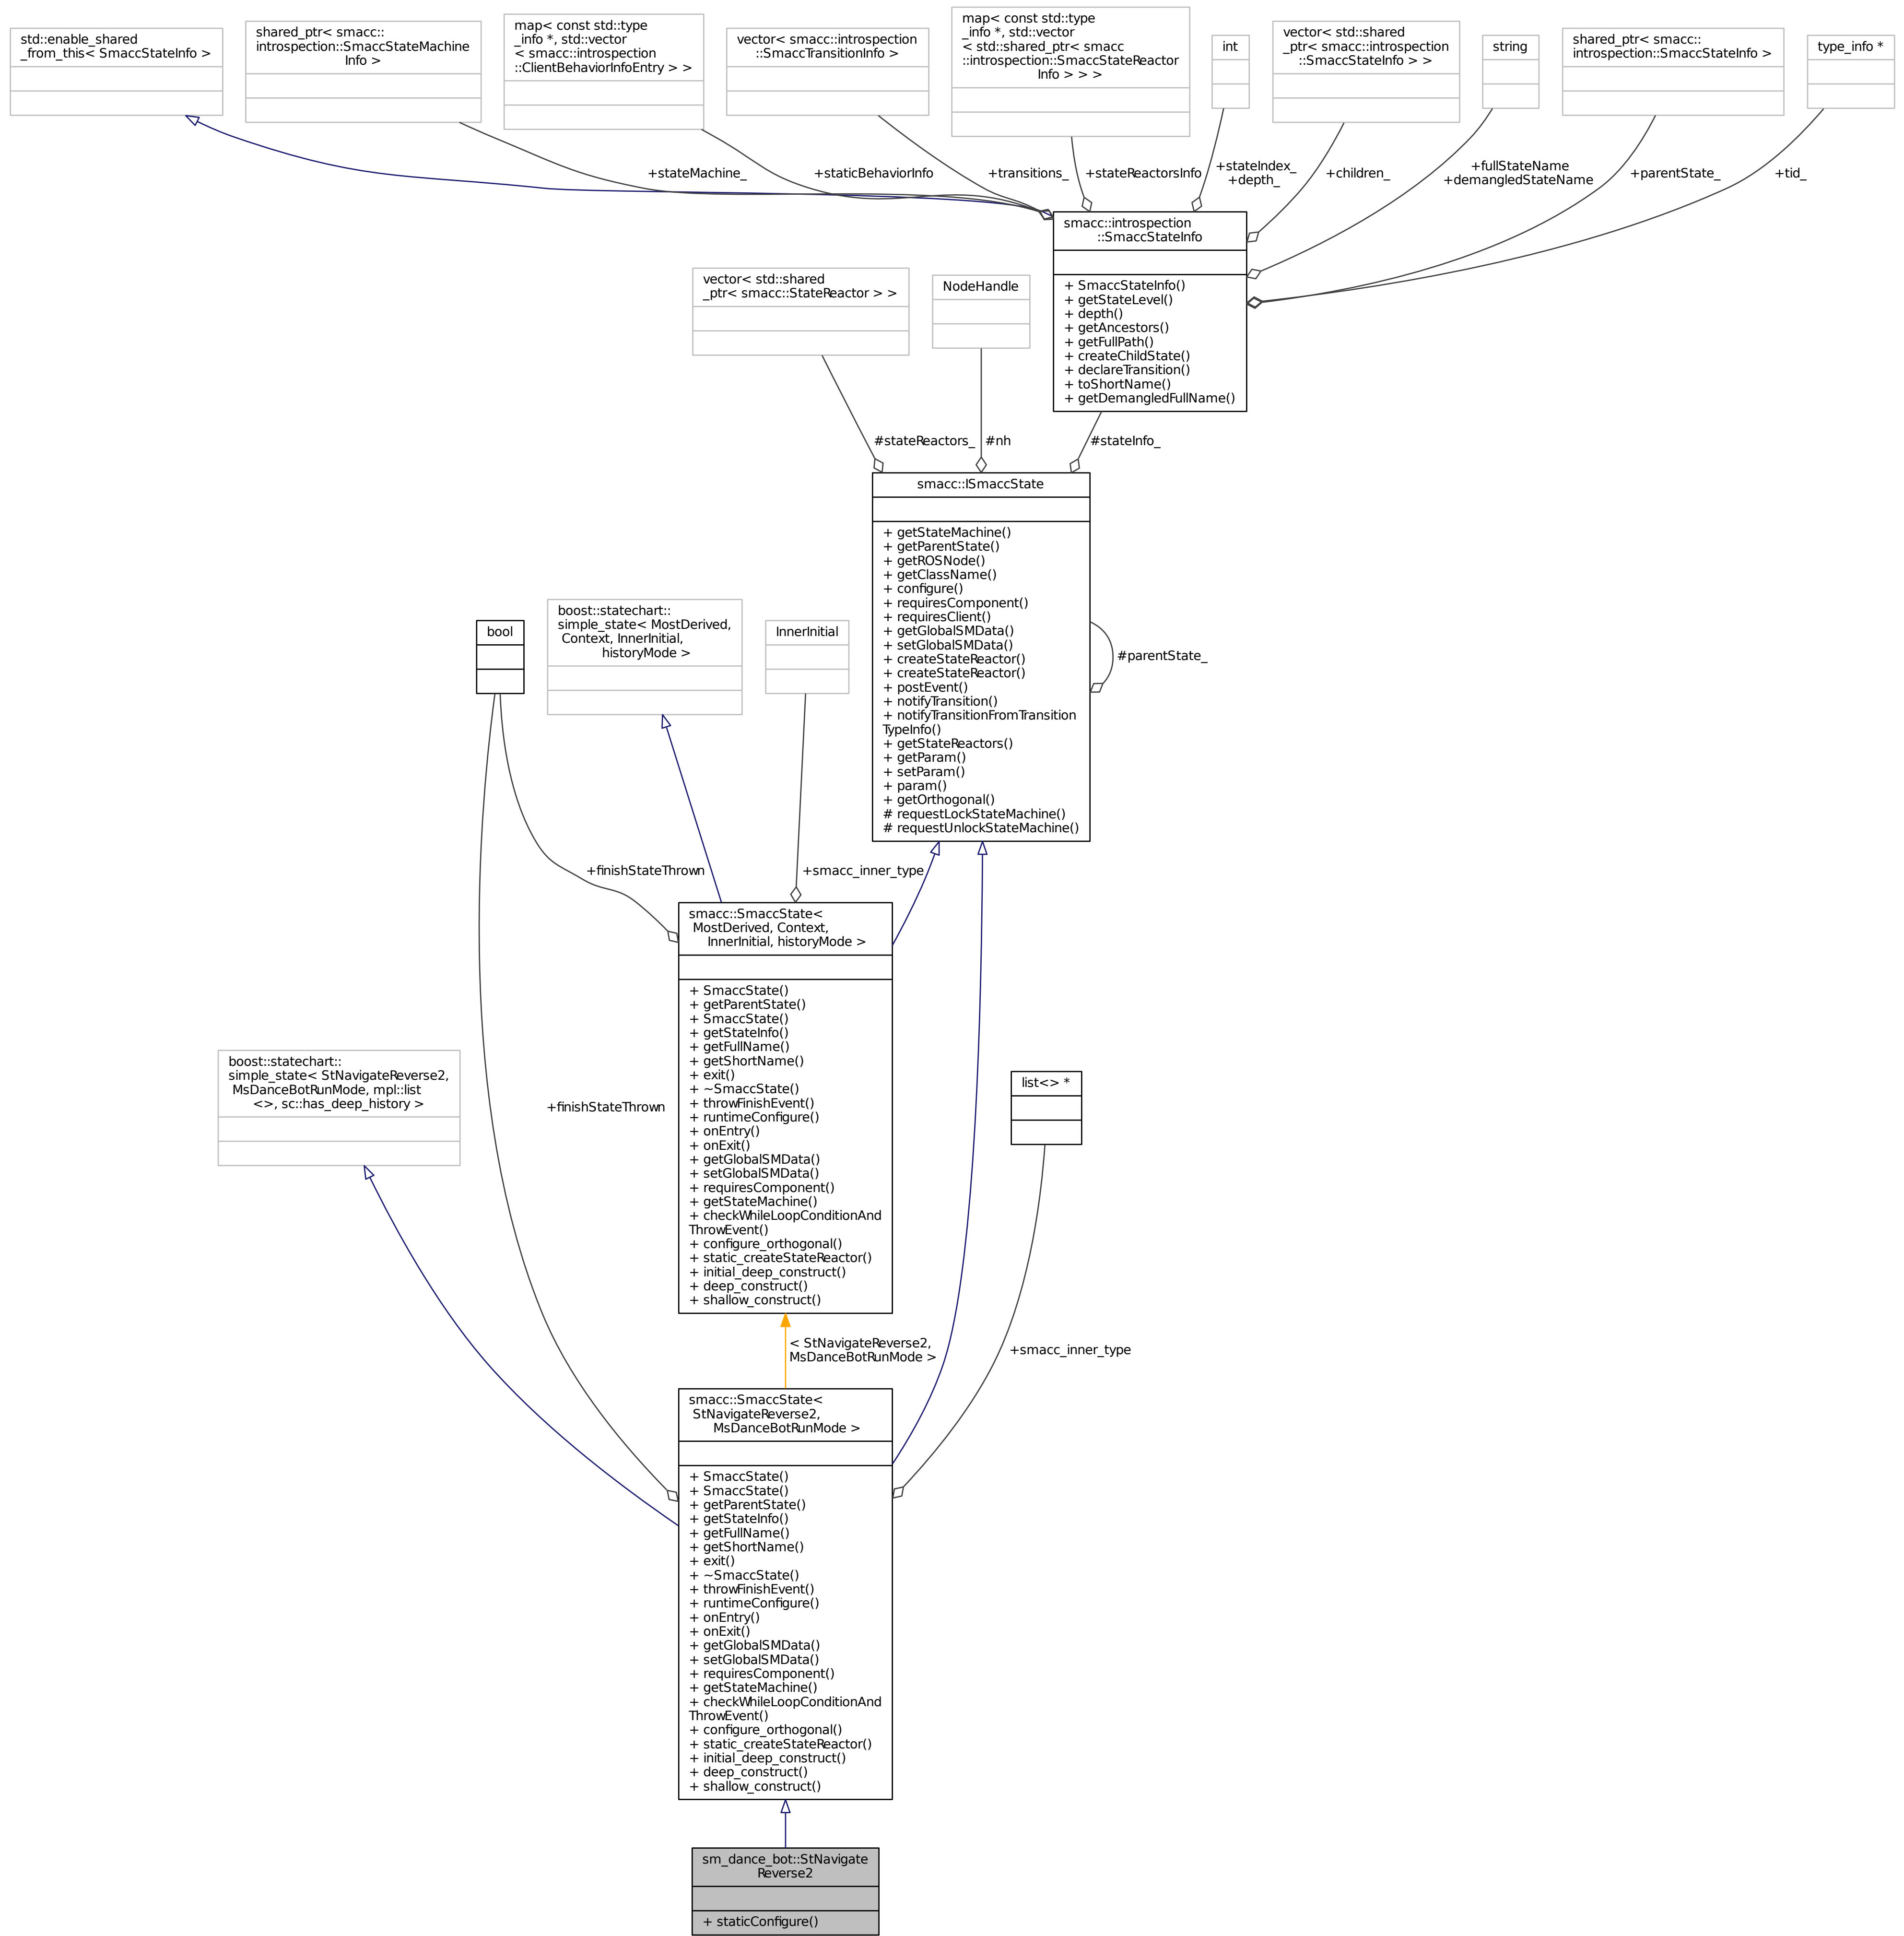 std::enable_shared
_from_this< SmaccStateInfo >
shared_ptr< smacc::
introspection::SmaccStateMachine
Info >
map< const std::type
_info *, std::vector
< smacc::introspection
::ClientBehaviorInfoEntry > >
vector< smacc::introspection
::SmaccTransitionInfo >
map< const std::type
_info *, std::vector
< std::shared_ptr< smacc
::introspection::SmaccStateReactor
Info > > >
int
vector< std::shared
_ptr< smacc::introspection
::SmaccStateInfo > >
string
shared_ptr< smacc::
introspection::SmaccStateInfo >
type_info *
+stateMachine_
+staticBehaviorInfo
+transitions_
+stateReactorsInfo
+stateIndex_
+depth_
+children_
+fullStateName
+demangledStateName
+parentState_
+tid_
smacc::introspection
::SmaccStateInfo
+ SmaccStateInfo()
+ getStateLevel()
+ depth()
+ getAncestors()
+ getFullPath()
+ createChildState()
+ declareTransition()
+ toShortName()
+ getDemangledFullName()
vector< std::shared
_ptr< smacc::StateReactor > >
NodeHandle
#stateReactors_
#nh
#stateInfo_
smacc::ISmaccState
+ getStateMachine()
+ getParentState()
+ getROSNode()
+ getClassName()
+ configure()
+ requiresComponent()
+ requiresClient()
+ getGlobalSMData()
+ setGlobalSMData()
+ createStateReactor()
+ createStateReactor()
+ postEvent()
+ notifyTransition()
+ notifyTransitionFromTransition
TypeInfo()
+ getStateReactors()
+ getParam()
+ setParam()
+ param()
+ getOrthogonal()
# requestLockStateMachine()
# requestUnlockStateMachine()
#parentState_
bool
boost::statechart::
simple_state< MostDerived,
Context, InnerInitial,
historyMode >
InnerInitial
+finishStateThrown
+smacc_inner_type
smacc::SmaccState<
MostDerived, Context,
InnerInitial, historyMode >
+ SmaccState()
+ getParentState()
+ SmaccState()
+ getStateInfo()
+ getFullName()
+ getShortName()
+ exit()
+ ~SmaccState()
+ throwFinishEvent()
+ runtimeConfigure()
+ onEntry()
+ onExit()
+ getGlobalSMData()
+ setGlobalSMData()
+ requiresComponent()
+ getStateMachine()
+ checkWhileLoopConditionAnd
ThrowEvent()
+ configure_orthogonal()
+ static_createStateReactor()
+ initial_deep_construct()
+ deep_construct()
+ shallow_construct()
boost::statechart::
simple_state< StNavigateReverse2,
MsDanceBotRunMode, mpl::list
<>, sc::has_deep_history >
+finishStateThrown
list<> *
< StNavigateReverse2,
MsDanceBotRunMode >
+smacc_inner_type
smacc::SmaccState<
StNavigateReverse2,
MsDanceBotRunMode >
+ SmaccState()
+ SmaccState()
+ getParentState()
+ getStateInfo()
+ getFullName()
+ getShortName()
+ exit()
+ ~SmaccState()
+ throwFinishEvent()
+ runtimeConfigure()
+ onEntry()
+ onExit()
+ getGlobalSMData()
+ setGlobalSMData()
+ requiresComponent()
+ getStateMachine()
+ checkWhileLoopConditionAnd
ThrowEvent()
+ configure_orthogonal()
+ static_createStateReactor()
+ initial_deep_construct()
+ deep_construct()
+ shallow_construct()
sm_dance_bot::StNavigate
Reverse2
+ staticConfigure()